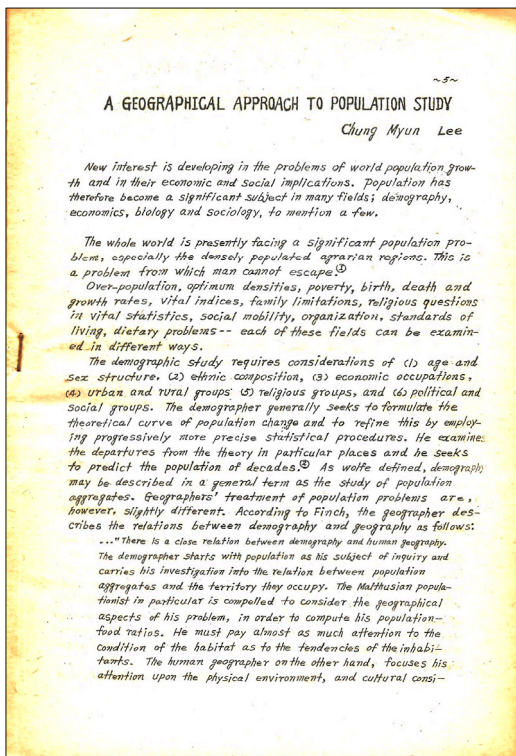 ~5~
A GEOGRAPHICAL APPROACH TO POPULATION STUDY
Chung Myun Lee
New interest is developing in the problems of world population grow-
th and in their economic and social implications. Population has
therefore become a significant subject in many fields; demography,
economics, biology and sociology, to mention a few.
The whole world is presently facing a significant population pro-
blem, especially the densely populated agrarian regions. This is
a problem from which man cannot escape.①
Over-population, optimum densities, poverty, birth, death and
growth rates, vital indices, family limitations, religious questions
in vital statistics, social mobility, organization, standards of
living, dietary problems -- each of these fields can be examin-
ed in different ways.
The demographic study requires considerations of (1) age and
sex structure, (2) ethnic composition, (3) economic occupations,
(4) urban and rural groups (5) religious groups, and (6) political and
social groups. The demographer generally seeks to formulate the
theoretical curve of population change and to refine this by employ-
ing progressively more precise statistical procedures. He examines
the departures from the theory in particular places and he seeks
to predict the population of decades.② As wolfe defined, demography
may be described in a general term as the study of population
aggregates. Geographers' treatment of population problems are,
however, slightly different. According to Finch, the geographer des-
cribes the relations between demography and geography as follows:
..."There is a close relation between demography and human geography.
The demographer starts with population as his subject of inquiry and
carries his investigation into the relation between population
aggregates and the territory they occupy. The Malthusian popula-
tionist in particular is compelled to consider the geographical
aspects of his problem, in order to compute his population-
food ratios. He must pay almost as much attention to the
condition of the habitat as to the tendencies of the inhabi-
tants. The human geographer on the other hand, focuses his
attention upon the physical environment, and cultural consi-